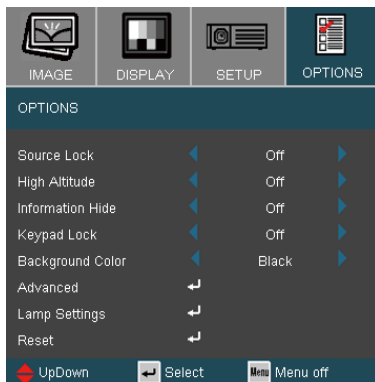 IMAGE DISPLAY SETUP OPTIONS
OPTIONS
Source Lock Off
High Altitude Off
Information Hide Off
Keypad Lock Off
Background Color Black
Advanced
Lamp Settings
Reset
UpDown Select Menu Menu off